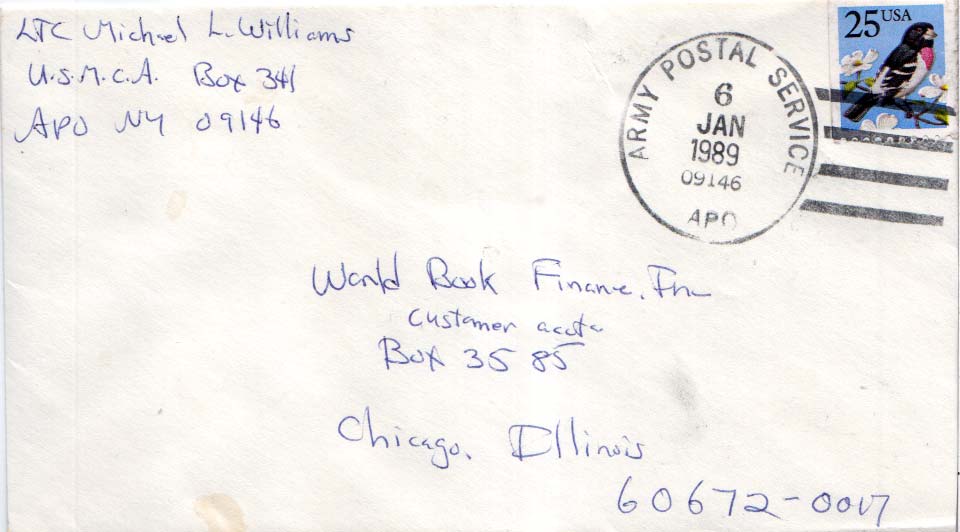 LTC Michael L. Williams
U.S.M.C.A. Box 341
APO NY 09146
25 USA
ARMY POSTAL SERVICE
6
JAN
1989
09146
APO
World Book Finance, Inc
Customer accts
Box 3585
Chicago, Illinois
60672-0017